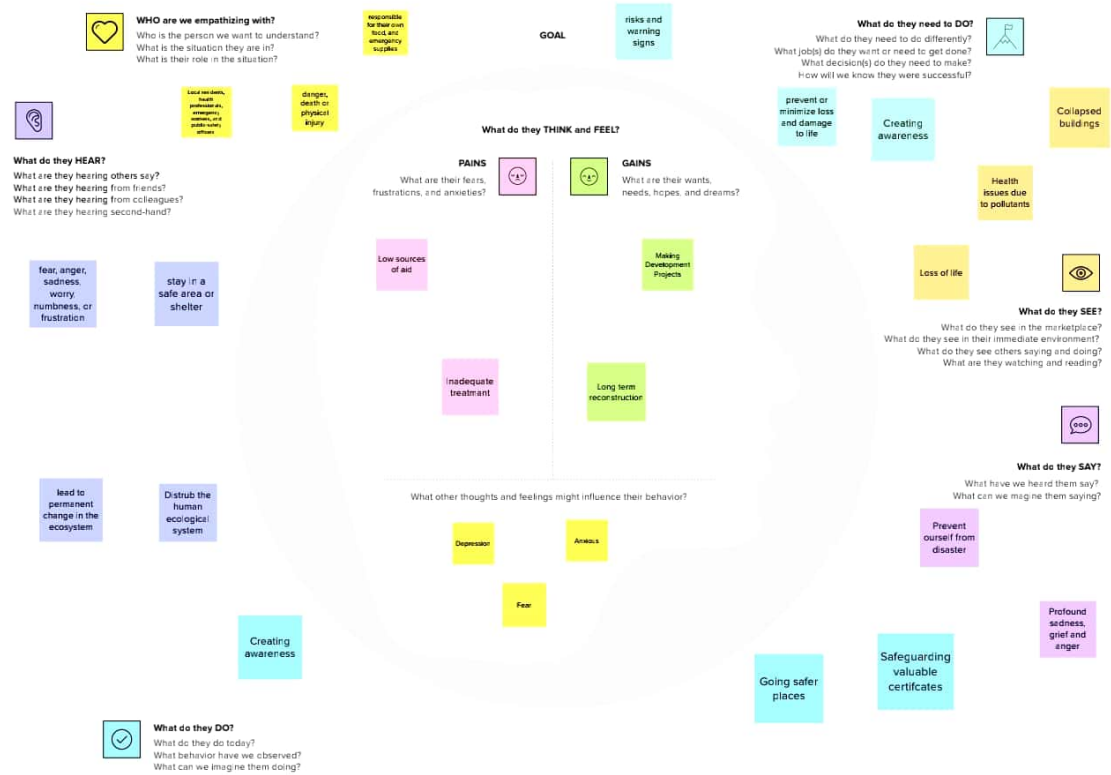 WHO are we empathizing with?
Who is the person we want to understand?
What is the situation they are in?
What is their role in the situation?
responsible
for their own
food, and
emergency
supplies
GOAL
risks and
warning
signs
What do they need to DO?
What do they need to do differently?
What job(s) do they want or need to get done?
What decision(s) do they need to make?
How will we know they were successful?
Local residents,
health
professionals,
emergency
workers, and
public safety
officers
danger,
death or
physical
injury
prevent or
minimize loss
and damage
to life
Creating
awareness
Collapsed
buildings
Health
issues due
to pollutants
Loss of life
What do they HEAR?
What are they hearing others say?
What are they hearing from friends?
What are they hearing from colleagues?
What are they hearing second-hand?
fear, anger,
sadness,
worry,
numbness, or
frustration
stay in a
safe area or
shelter
lead to
permanent
change in the
ecosystem
Distrub the
human
ecological
system
What do they THINK and FEEL?
PAINS
What are their fears,
frustrations, and anxieties?
GAINS
What are their wants,
needs, hopes, and dreams?
Low sources
of aid
Making
Development
Projects
Inadequate
treatmant
Long term
reconstruction
What other thoughts and feelings might influence their behavior?
Depression
Anxious
Fear
What do they SEE?
What do they see in the marketplace?
What do they see in their immediate environment?
What do they see others saying and doing?
What are they watching and reading?
What do they SAY?
What have we heard them say?
What can we imagine them saying?
Prevent
ourself from
disaster
Profound
sadness,
grief and
anger
Creating
awareness
Going safer
places
Safeguarding
valuable
certifcates
What do they DO?
What do they do today?
What behavior have we observed?
What can we imagine them doing?